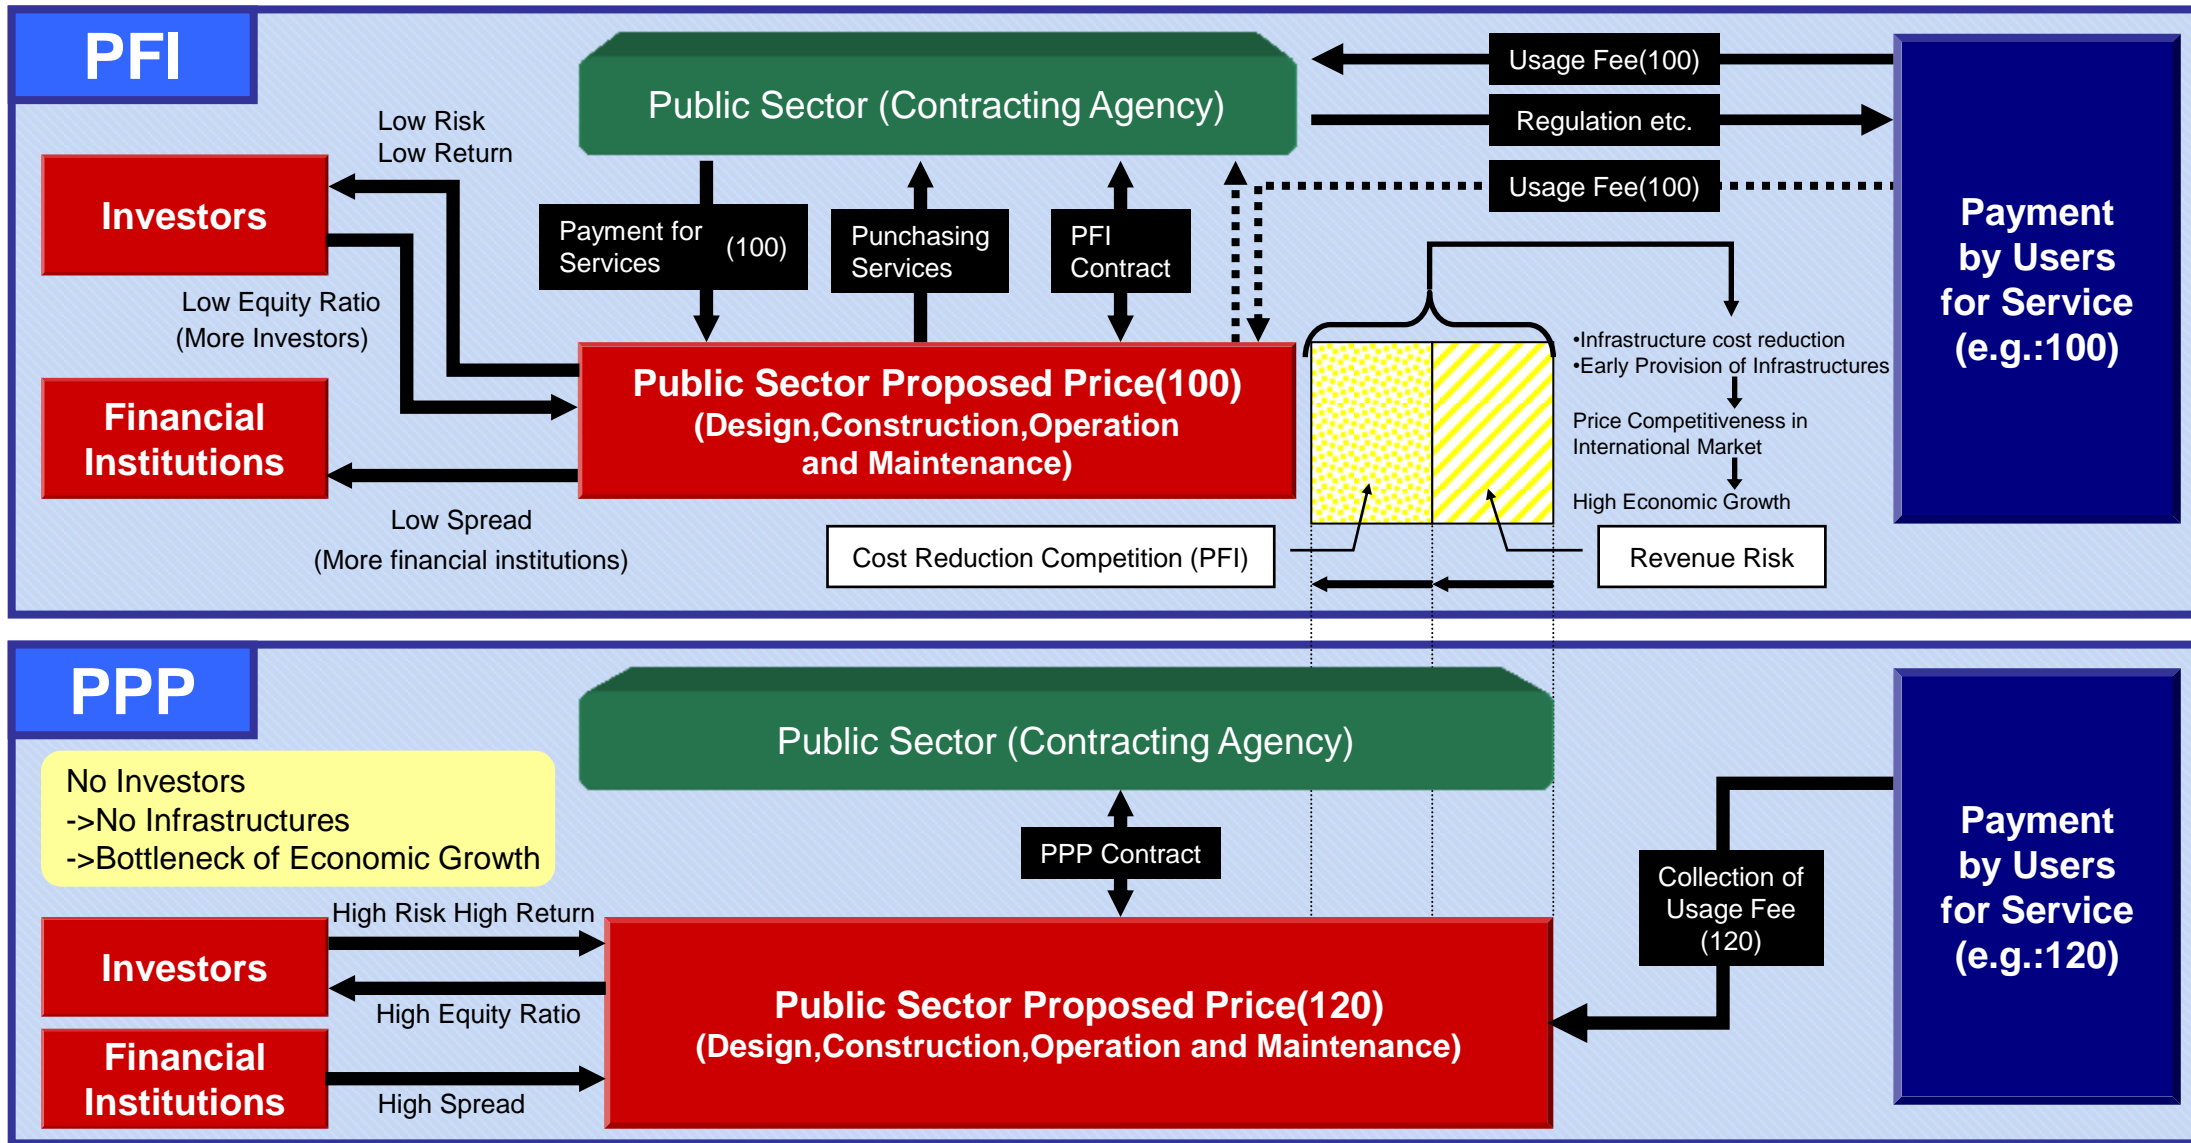 PFI
Public Sector (Contracting Agency)
Usage Fee(100)
Regulation etc.
Usage Fee(100)
Low Risk
Low Return
Investors
Payment for
Services
(100)
Punchasing
Services
PFI
Contract
Payment
by Users
for Service
(e.g.:100)
Low Equity Ratio
(More Investors)
•Infrastructure cost reduction
•Early Provision of Infrastructures
Price Competitiveness in
International Market
High Economic Growth
Financial
Institutions
Public Sector Proposed Price(100)
(Design,Construction,Operation
and Maintenance)
Low Spread
(More financial institutions)
Cost Reduction Competition (PFI)
Revenue Risk
PPP
Public Sector (Contracting Agency)
No Investors
->No Infrastructures
->Bottleneck of Economic Growth
PPP Contract
Collection of
Usage Fee
(120)
Payment
by Users
for Service
(e.g.:120)
High Risk High Return
Investors
High Equity Ratio
Public Sector Proposed Price(120)
(Design,Construction,Operation and Maintenance)
Financial
Institutions
High Spread